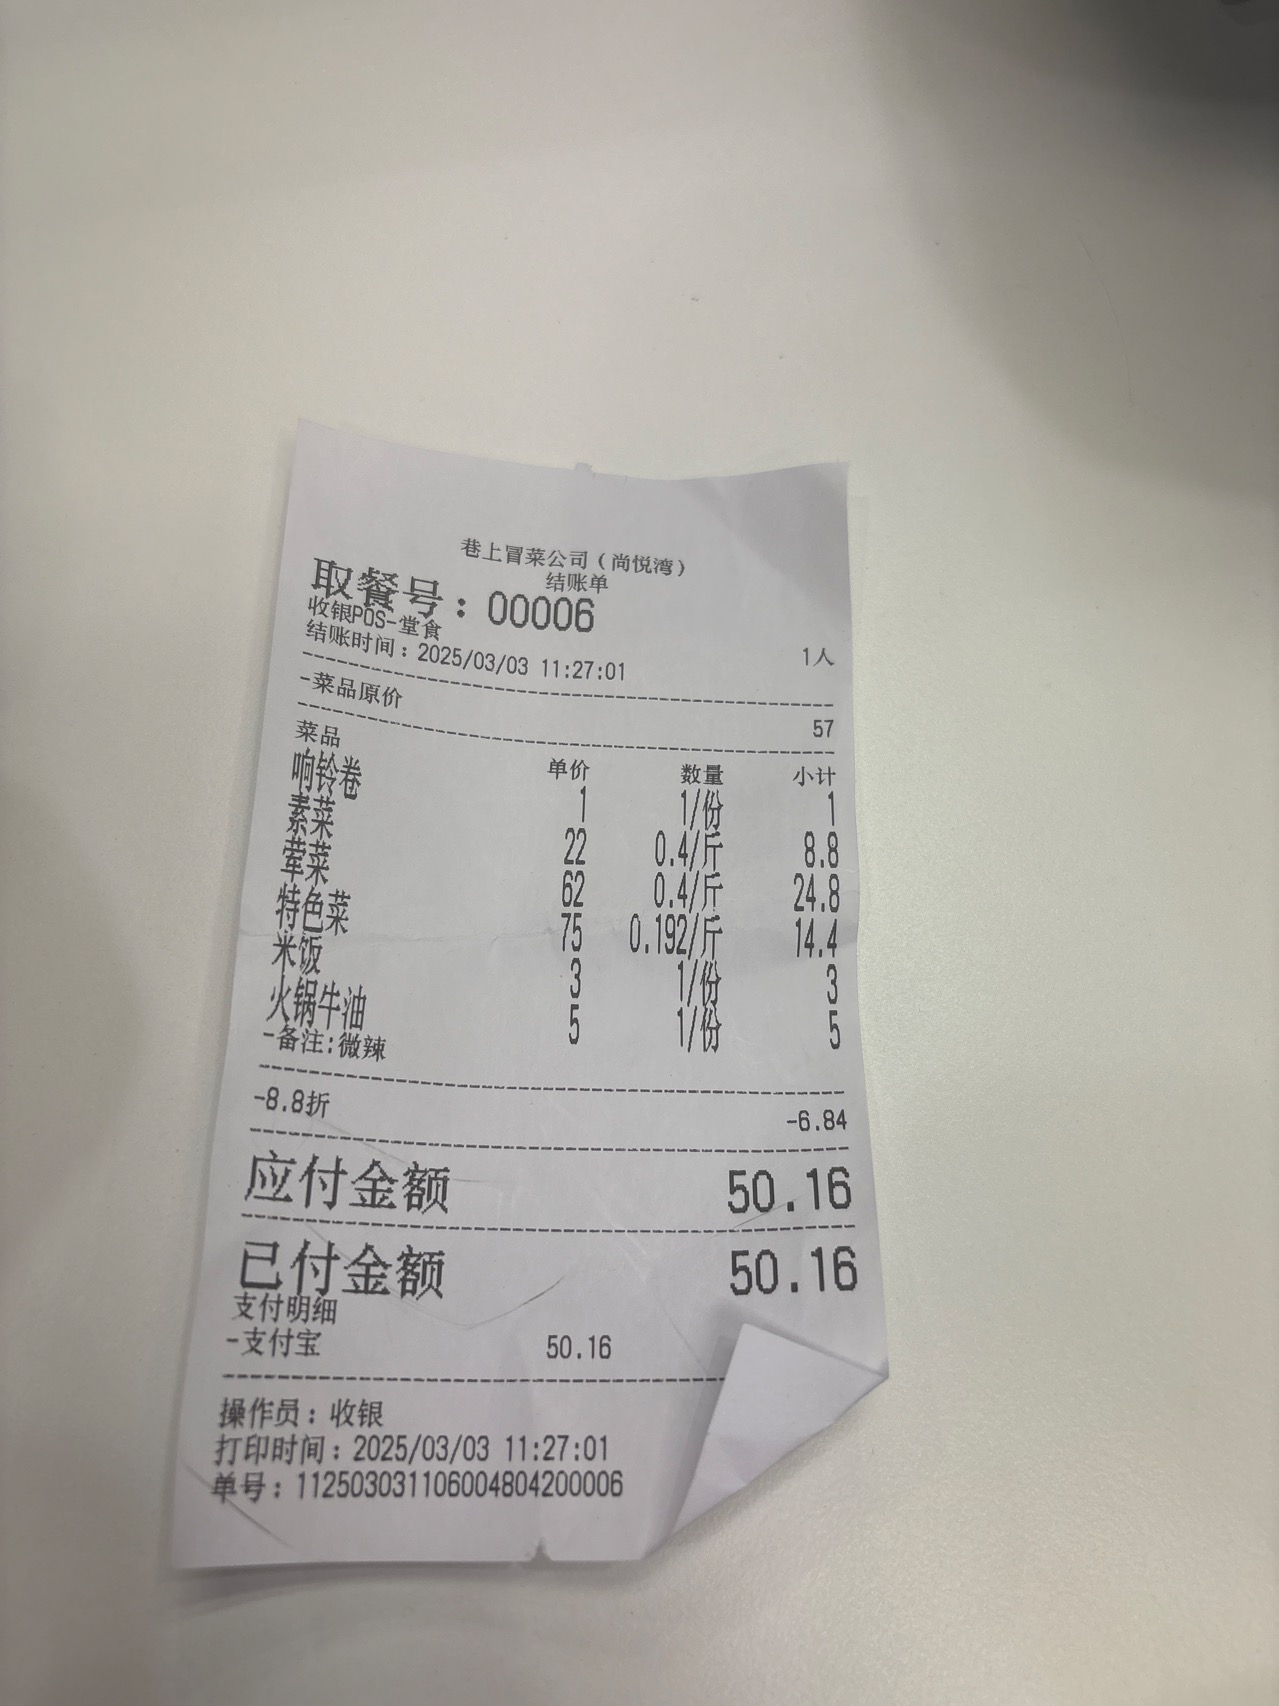 巷上冒菜公司（尚悦湾）
结账单
取餐号：00006
收银POS-堂食 1人
结账时间：2025/03/03 11:27:01
-菜品原价 57
菜品 单价 数量 小计
响铃卷 1 1/份 1
素菜 22 0.4/斤 8.8
荤菜 62 0.4/斤 24.8
特色菜 75 0.192/斤 14.4
米饭 3 1/份 3
火锅牛油 5 1/份 5
-备注:微辣
-8.8折 -6.84
应付金额 50.16
已付金额 50.16
支付明细
-支付宝 50.16
操作员：收银
打印时间：2025/03/03 11:27:01
单号：112503031106004804200006